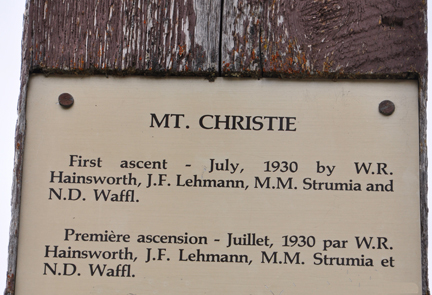 MT. CHRISTIE
First ascent - July, 1930 by W.R.
Hainsworth, J.F. Lehmann, M.M. Strumia and
N.D. Waffl.
Première ascension - Juillet, 1930 par W.R.
Hainsworth, J.F. Lehmann, M.M. Strumia et
N.D. Waffl.